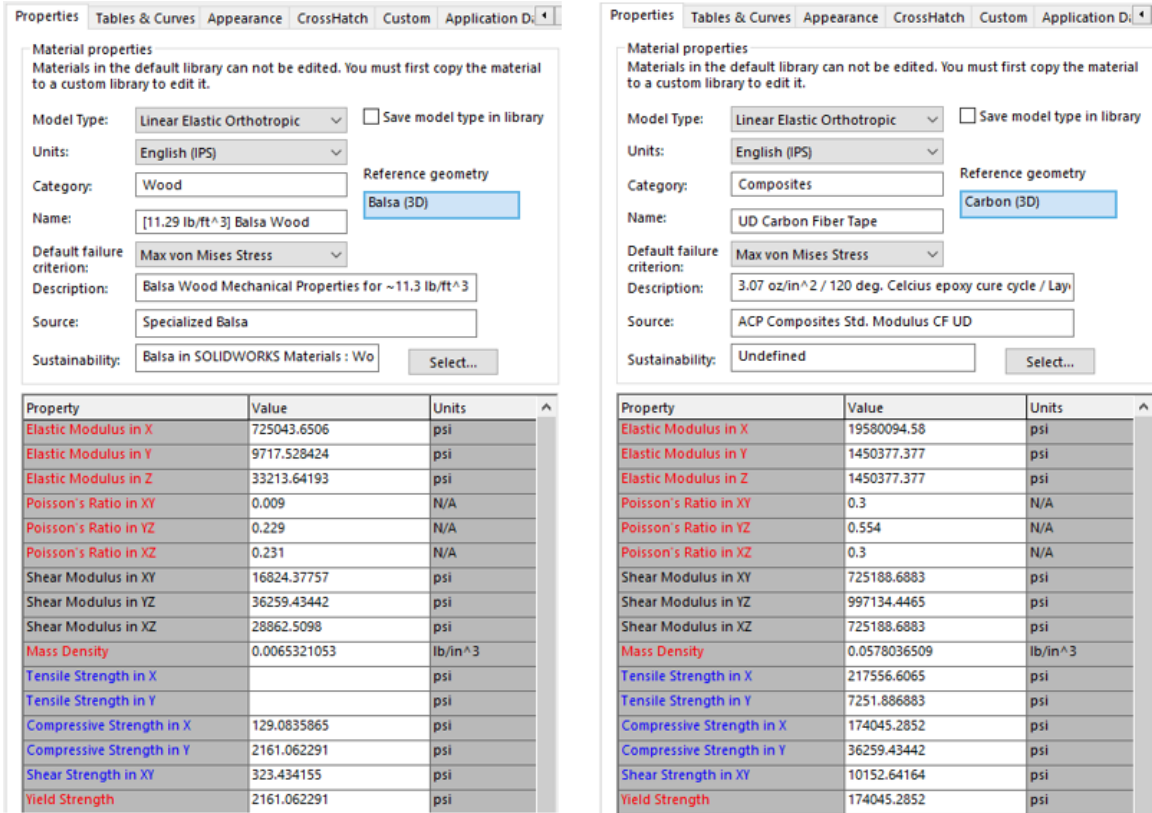 Properties Tables & Curves Appearance CrossHatch Custom Application Da
Material properties
Materials in the default library can not be edited. You must first copy the material
to a custom library to edit it.
Model Type: Linear Elastic Orthotropic Save model type in library
Units: English (IPS)
Reference geometry
Category: Wood
Balsa (3D)
Name: [11.29 lb/ft^3] Balsa Wood
Default failure
criterion: Max von Mises Stress
Description: Balsa Wood Mechanical Properties for ~11.3 lb/ft^3
Source: Specialized Balsa
Sustainability: Balsa in SOLIDWORKS Materials : Wo Select...
Property Value Units
Elastic Modulus in X 725043.6506 psi
Elastic Modulus in Y 9717.528424 psi
Elastic Modulus in Z 33213.64193 psi
Poisson's Ratio in XY 0.009 N/A
Poisson's Ratio in YZ 0.229 N/A
Poisson's Ratio in XZ 0.231 N/A
Shear Modulus in XY 16824.37757 psi
Shear Modulus in YZ 36259.43442 psi
Shear Modulus in XZ 28862.5098 psi
Mass Density 0.0065321053 lb/in^3
Tensile Strength in X psi
Tensile Strength in Y psi
Compressive Strength in X 129.0835865 psi
Compressive Strength in Y 2161.062291 psi
Shear Strength in XY 323.434155 psi
Yield Strength 2161.062291 psi
Properties Tables & Curves Appearance CrossHatch Custom Application D
Material properties
Materials in the default library can not be edited. You must first copy the material
to a custom library to edit it.
Model Type: Linear Elastic Orthotropic Save model type in library
Units: English (IPS)
Reference geometry
Category: Composites
Carbon (3D)
Name: UD Carbon Fiber Tape
Default failure
criterion: Max von Mises Stress
Description: 3.07 oz/in^2 / 120 deg. Celcius epoxy cure cycle / Lay
Source: ACP Composites Std. Modulus CF UD
Sustainability: Undefined Select...
Property Value Units
Elastic Modulus in X 19580094.58 psi
Elastic Modulus in Y 1450377.377 psi
Elastic Modulus in Z 1450377.377 psi
Poisson's Ratio in XY 0.3 N/A
Poisson's Ratio in YZ 0.554 N/A
Poisson's Ratio in XZ 0.3 N/A
Shear Modulus in XY 725188.6883 psi
Shear Modulus in YZ 997134.4465 psi
Shear Modulus in XZ 725188.6883 psi
Mass Density 0.0578036509 lb/in^3
Tensile Strength in X 217556.6065 psi
Tensile Strength in Y 7251.886883 psi
Compressive Strength in X 174045.2852 psi
Compressive Strength in Y 36259.43442 psi
Shear Strength in XY 10152.64164 psi
Yield Strength 174045.2852 psi